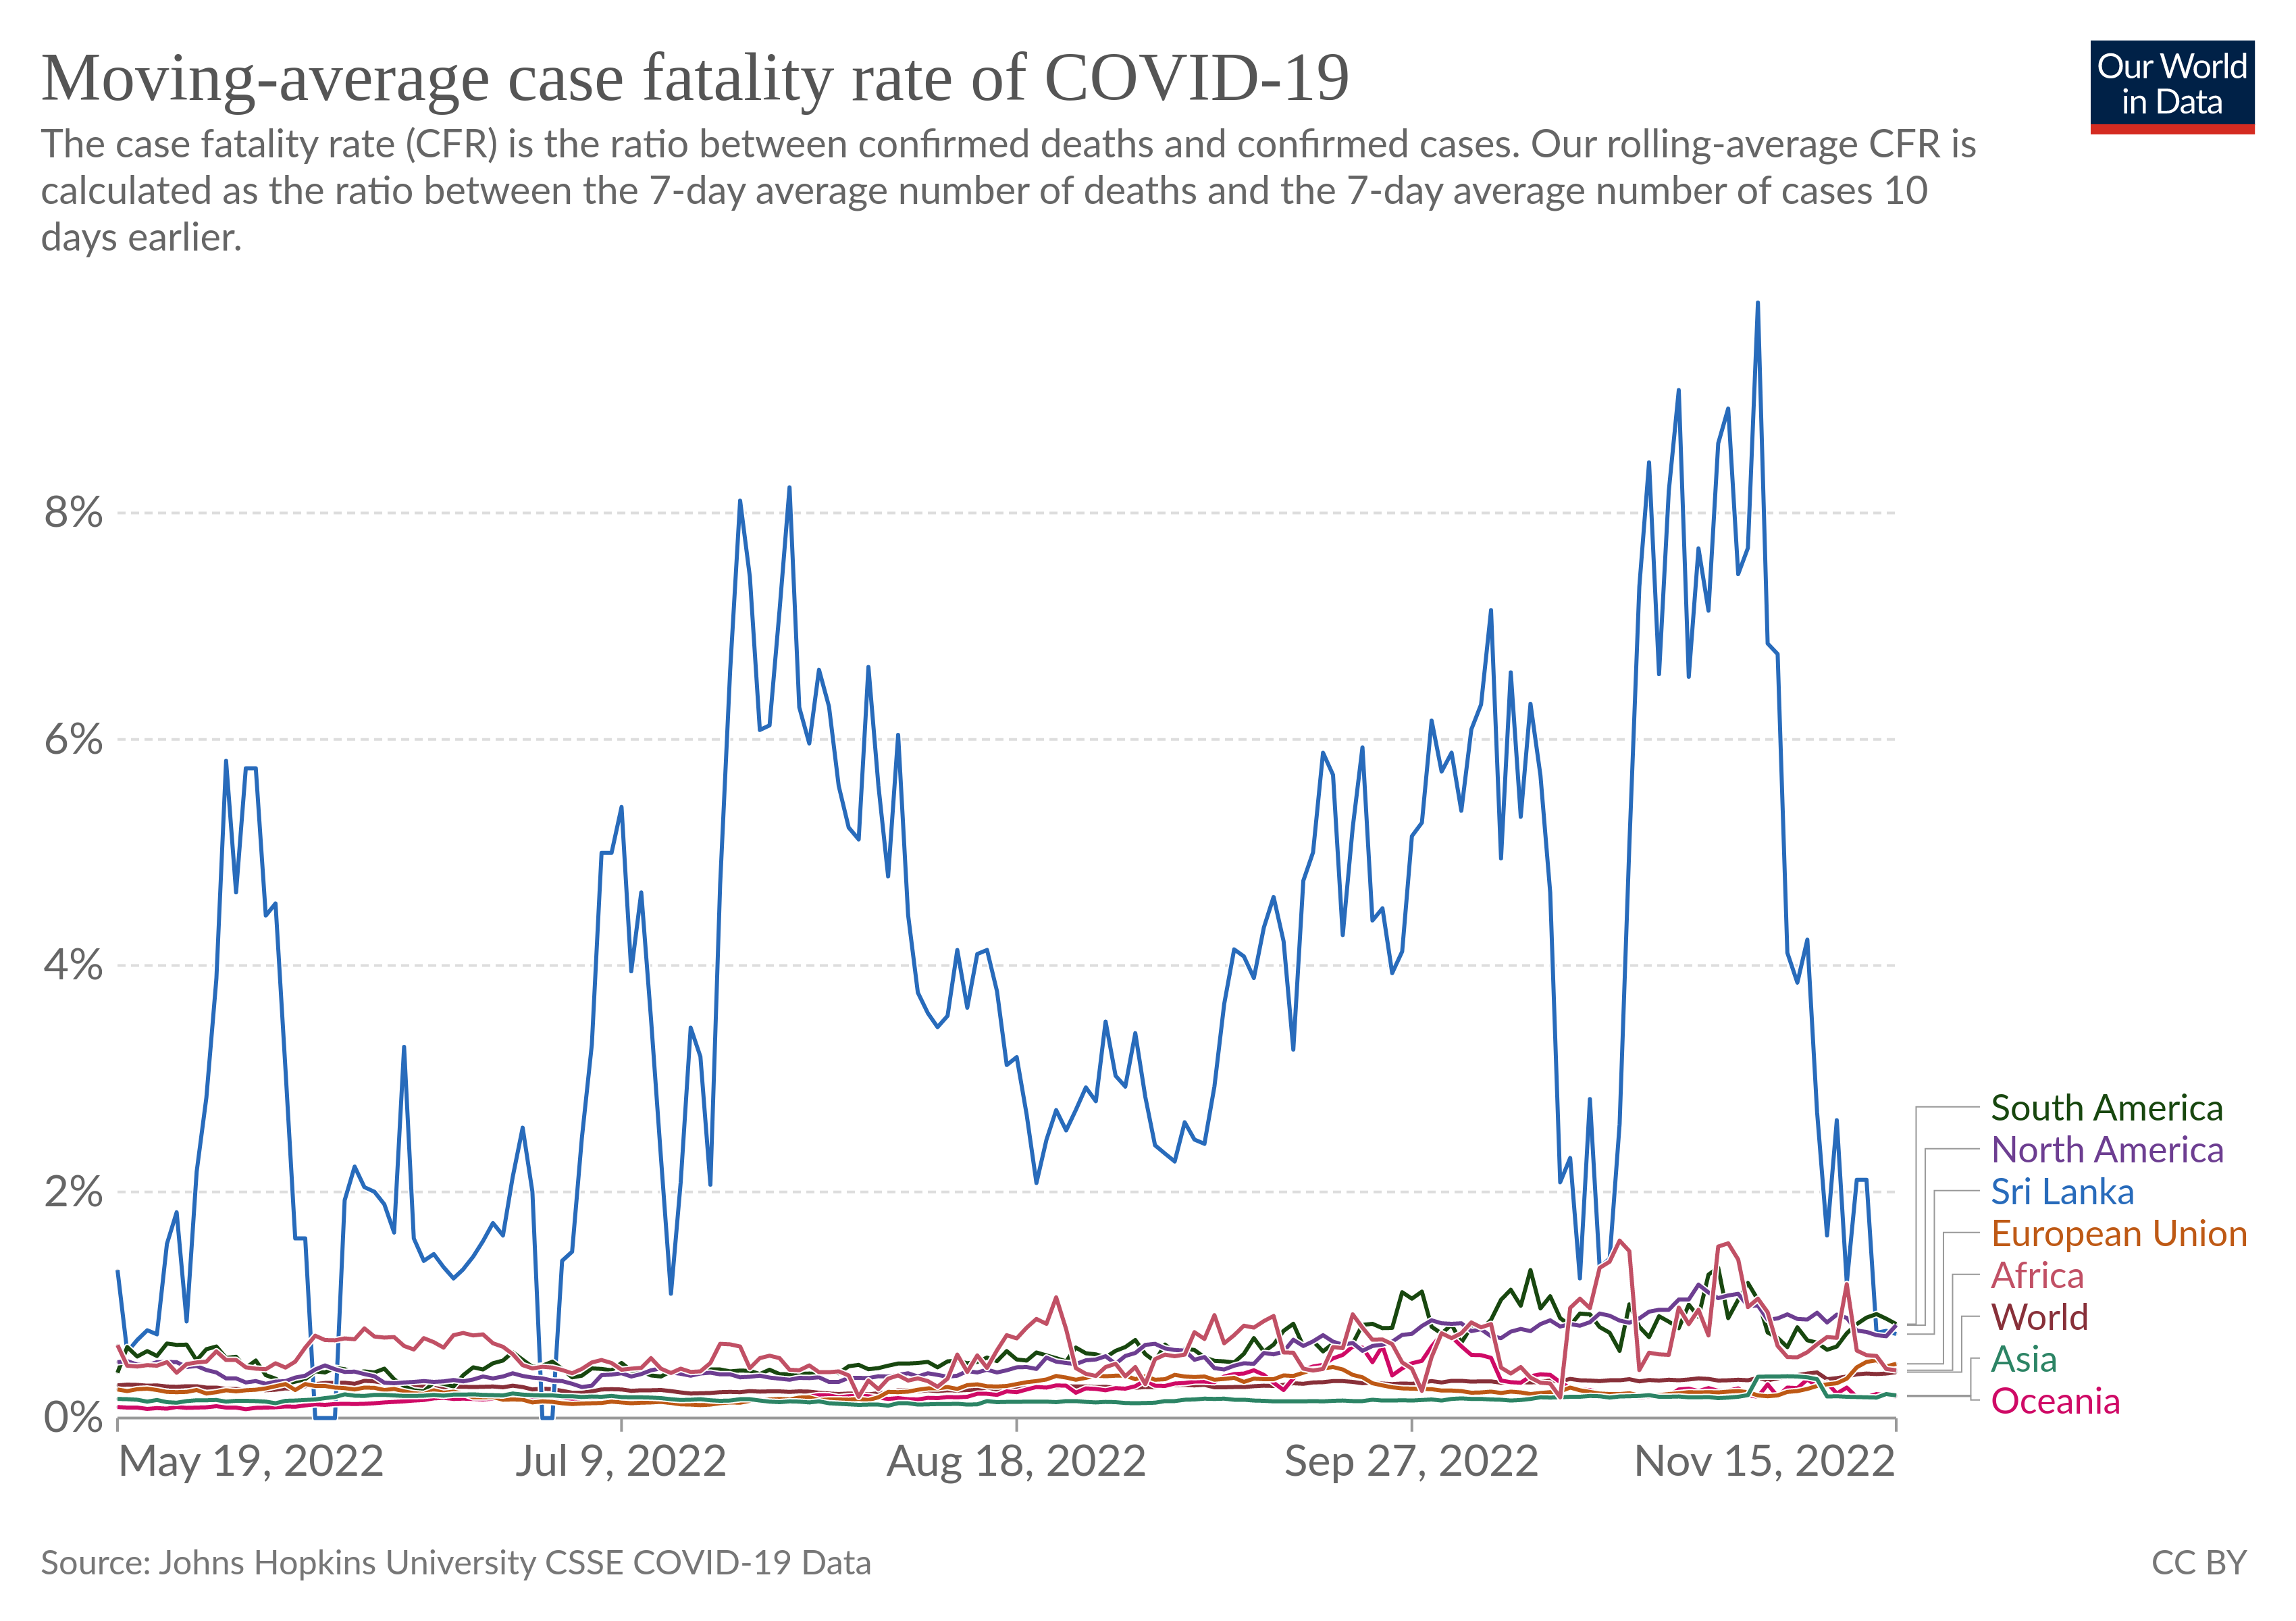 Moving-average case fatality rate of COVID-19
Our World
in Data
The case fatality rate (CFR) is the ratio between confirmed deaths and confirmed cases. Our rolling-average CFR is
calculated as the ratio between the 7-day average number of deaths and the 7-day average number of cases 10
days earlier.
8%
6%
4%
2%
0%
South America
North America
Sri Lanka
European Union
Africa
World
Asia
Oceania
May 19, 2022
Jul 9, 2022
Aug 18, 2022
Sep 27, 2022
Nov 15, 2022
Source: Johns Hopkins University CSSE COVID-19 Data
CC BY